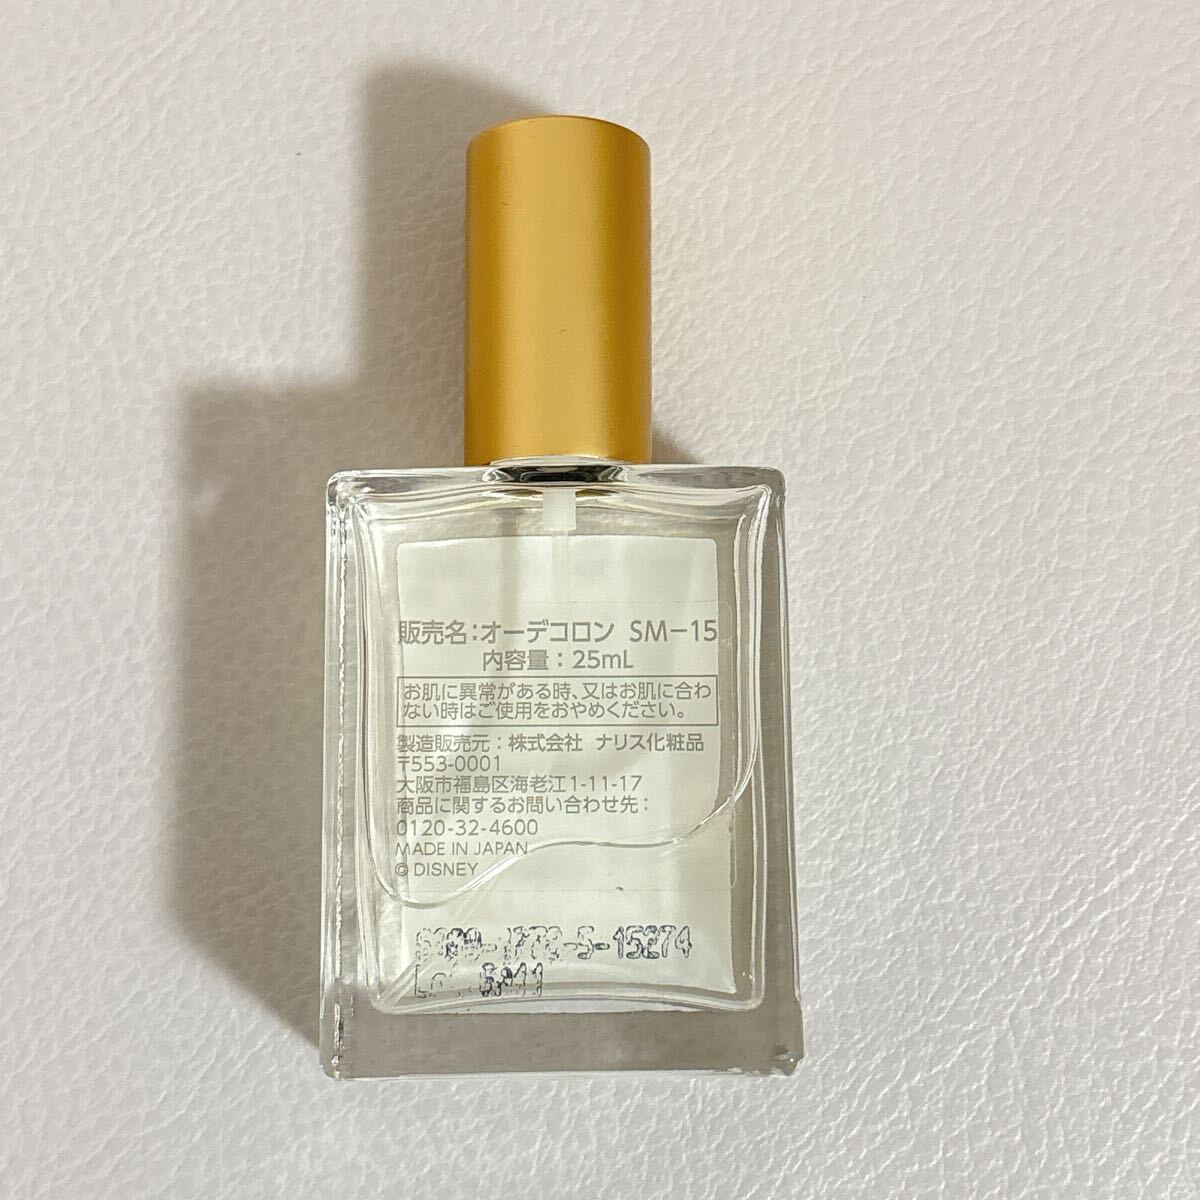 販売名:オーデコロン SM-15
内容量:25mL
お肌に異常がある時、又はお肌に合わ
ない時はご使用をおやめください。
製造販売元:株式会社 ナリス化粧品
〒553-0001
大阪市福島区海老江1-11-17
商品に関するお問い合わせ先:
0120-32-4600
MADE IN JAPAN
© DISNEY